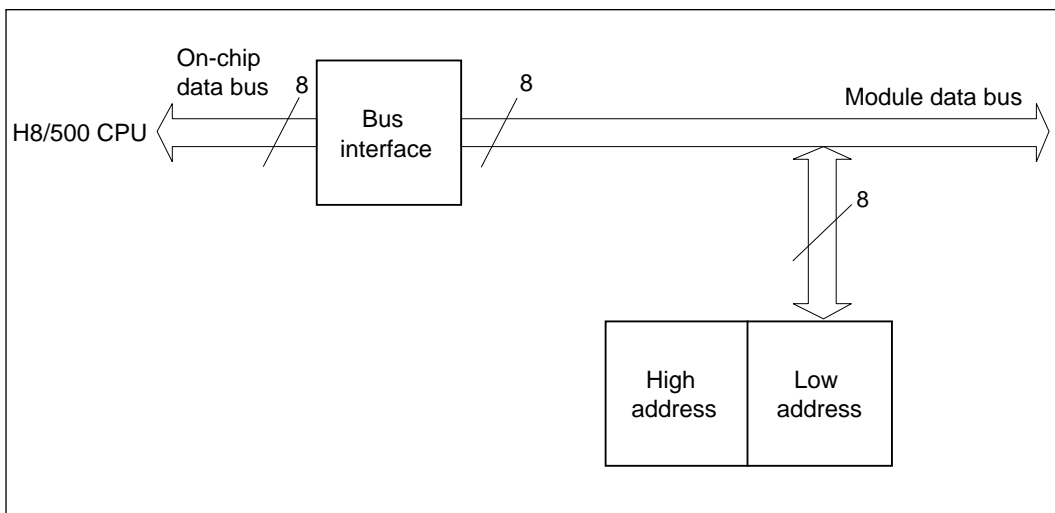 On-chip
data bus
8
8
Module data bus
H8/500 CPU
Bus
interface
8
High
address
Low
address